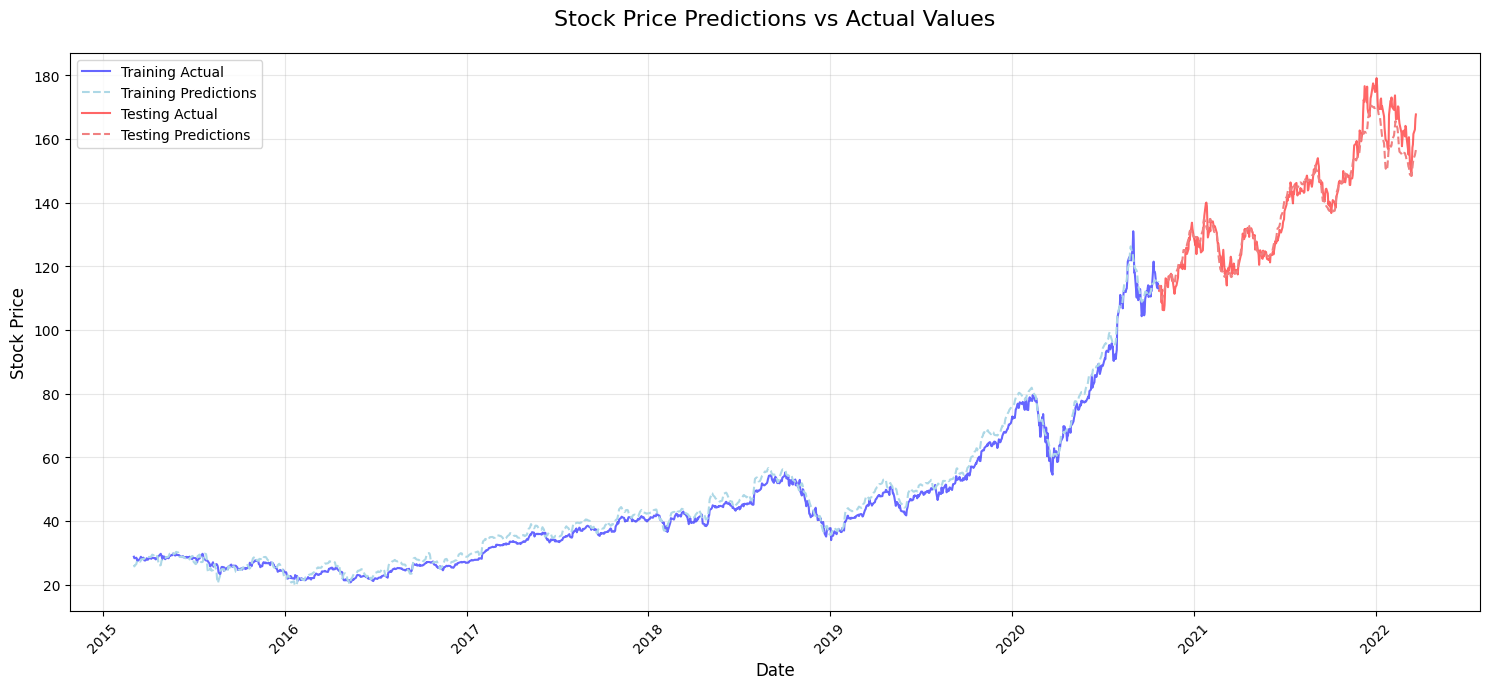 Stock Price Predictions vs Actual Values
Training Actual
Training Predictions
Testing Actual
Testing Predictions
180
160
140
120
100
80
60
40
20
Stock Price
2015
2016
2017
2018
2019
2020
2021
2022
Date